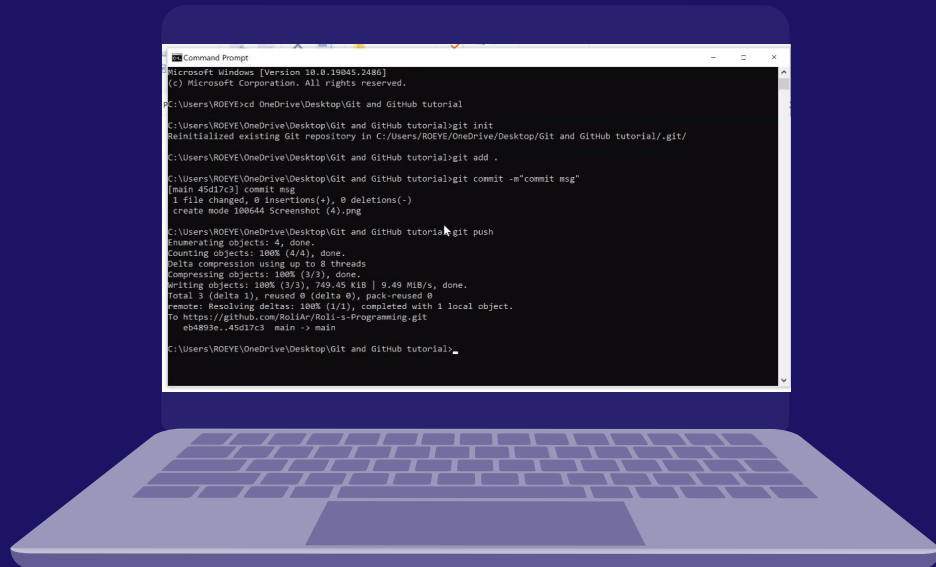 Command Prompt
Microsoft Windows [Version 10.0.19045.2486]
(c) Microsoft Corporation. All rights reserved.
C:\Users\ROEYE>cd OneDrive\Desktop\Git and GitHub tutorial
C:\Users\ROEYE\OneDrive\Desktop\Git and GitHub tutorial>git init
Reinitialized existing Git repository in C:/Users/ROEYE/OneDrive/Desktop/Git and GitHub tutorial/.git/
C:\Users\ROEYE\OneDrive\Desktop\Git and GitHub tutorial>git add .
C:\Users\ROEYE\OneDrive\Desktop\Git and GitHub tutorial>git commit -m"commit msg"
[main 45d17c3] commit msg
1 file changed, 0 insertions(+), 0 deletions(-)
create mode 100644 Screenshot (4).png
C:\Users\ROEYE\OneDrive\Desktop\Git and GitHub tutorial>git push
Enumerating objects: 4, done.
Counting objects: 100% (4/4), done.
Delta compression using up to 8 threads
Compressing objects: 100% (3/3), done.
Writing objects: 100% (3/3), 749.45 KiB | 9.49 MiB/s, done.
Total 3 (delta 1), reused 0 (delta 0), pack-reused 0
remote: Resolving deltas: 100% (1/1), completed with 1 local object.
To https://github.com/RoliAr/Roli-s-Programming.git
eb4893e..45d17c3  main -> main
C:\Users\ROEYE\OneDrive\Desktop\Git and GitHub tutorial>